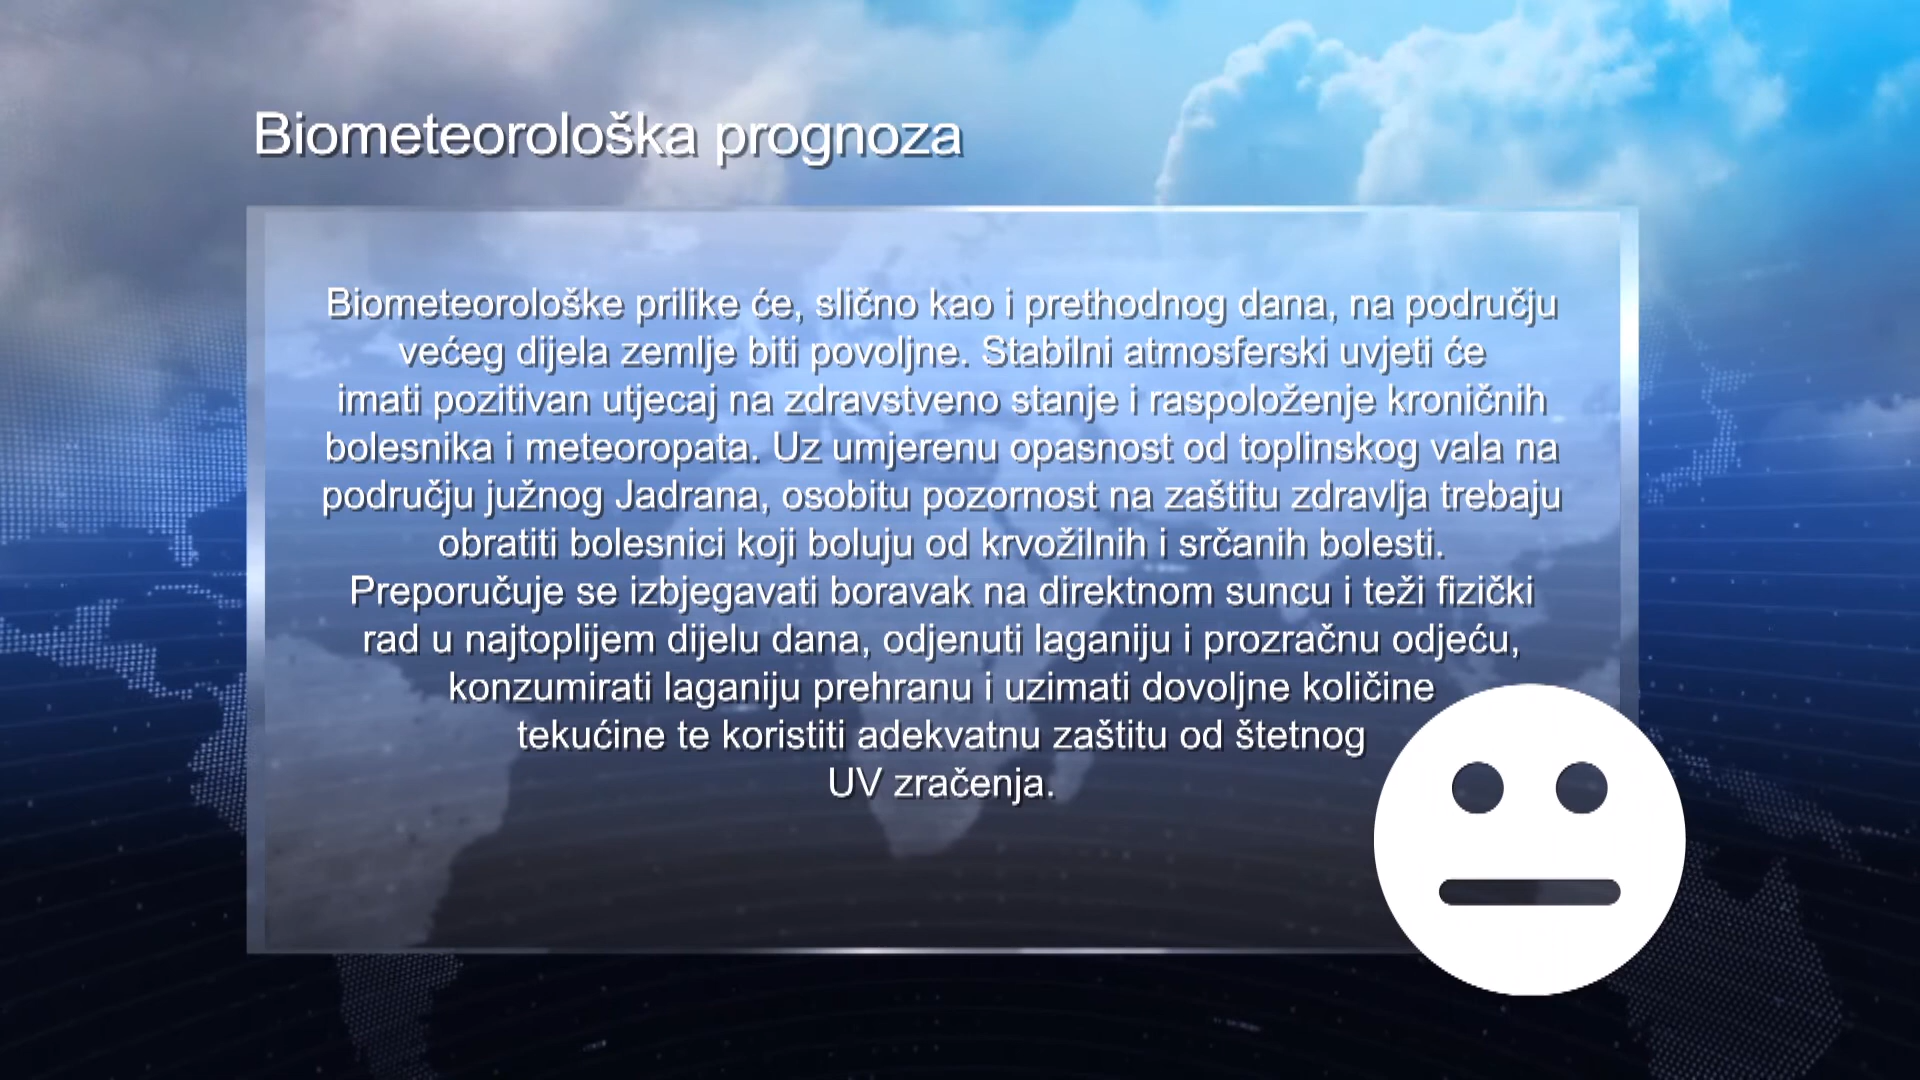 Biometeorološka prognoza
Biometeorološke prilike će, slično kao i prethodnog dana, na području
većeg dijela zemlje biti povoljne. Stabilni atmosferski uvjeti će
imati pozitivan utjecaj na zdravstveno stanje i raspoloženje kroničnih
bolesnika i meteoropata. Uz umjerenu opasnost od toplinskog vala na
području južnog Jadrana, osobitu pozornost na zaštitu zdravlja trebaju
obratiti bolesnici koji boluju od krvožilnih i srčanih bolesti.
Preporučuje se izbjegavati boravak na direktnom suncu i teži fizički
rad u najtoplijem dijelu dana, odjenuti laganiju i prozračnu odjeću,
konzumirati laganiju prehranu i uzimati dovoljne količine
tekućine te koristiti adekvatnu zaštitu od štetnog
UV zračenja.